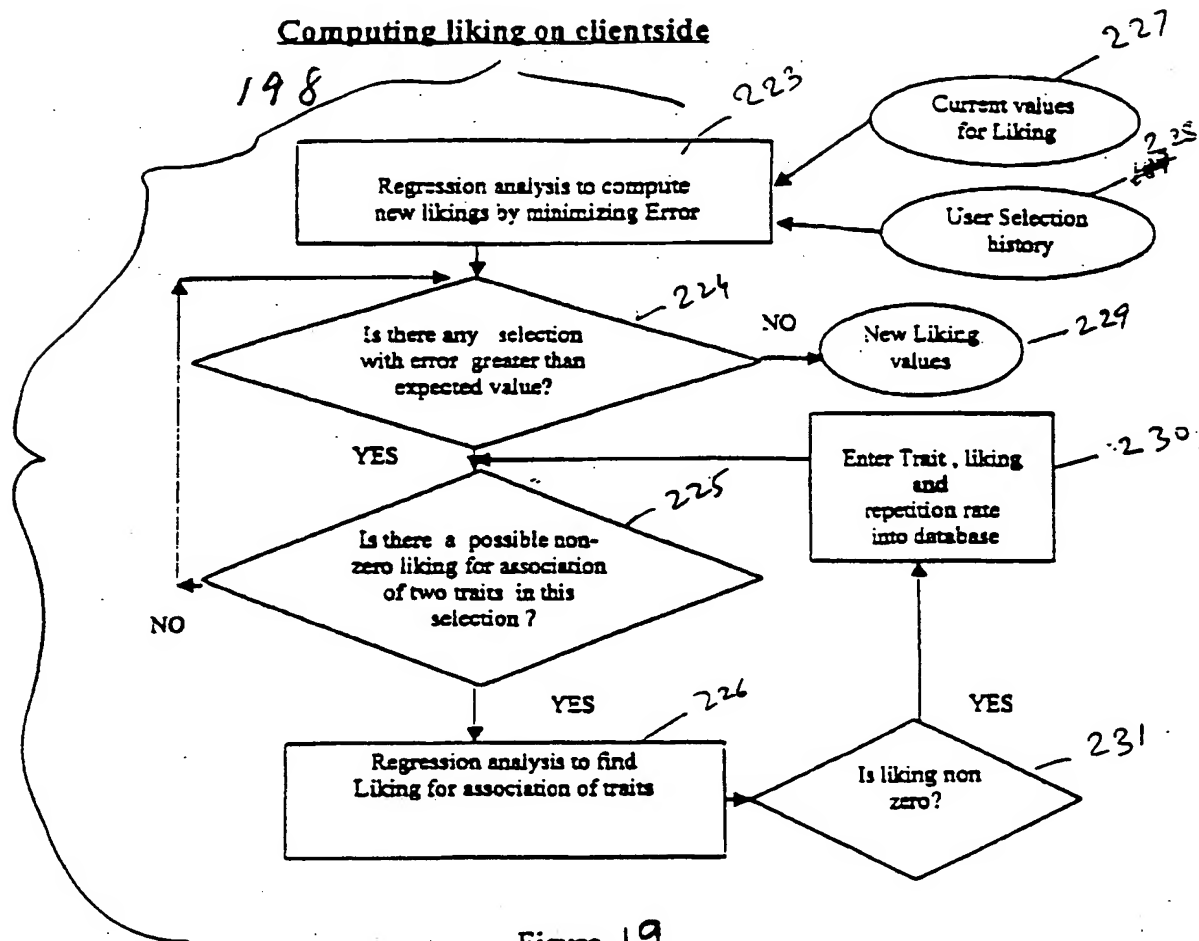 Computing liking on clientside
198
223
227
Current values
for Liking
225
Regression analysis to compute
new likings by minimizing Error
User Selection
history
224
Is there any selection
with error greater than
expected value?
NO
New Liking
values
229
YES
Enter Trait , liking
and
repetition rate
into database
230
225
Is there a possible non-
zero liking for association
of two traits in this
selection ?
NO
YES
226
Regression analysis to find
Liking for association of traits
YES
231
Is liking non
zero?
Figure 19